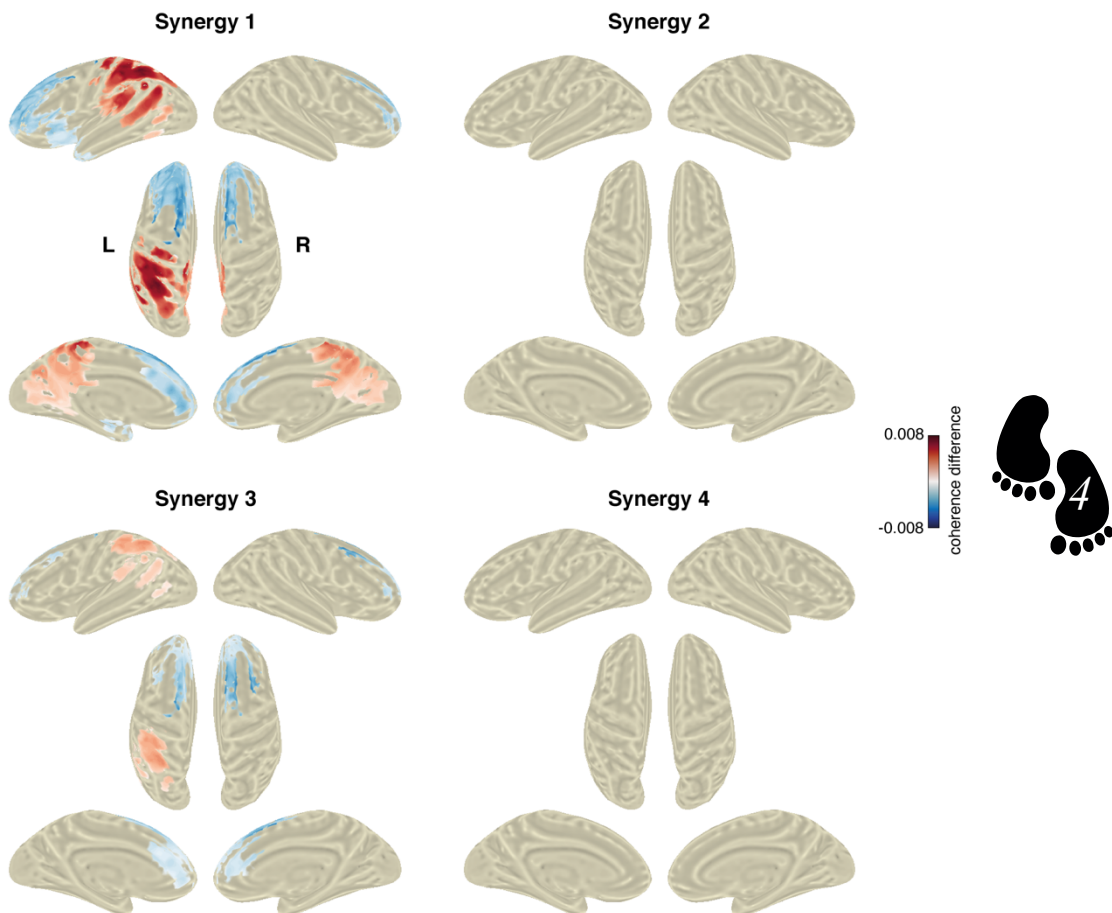 Synergy 1
Synergy 2
L
R
0.008
-0.008
coherence difference
4
Synergy 3
Synergy 4